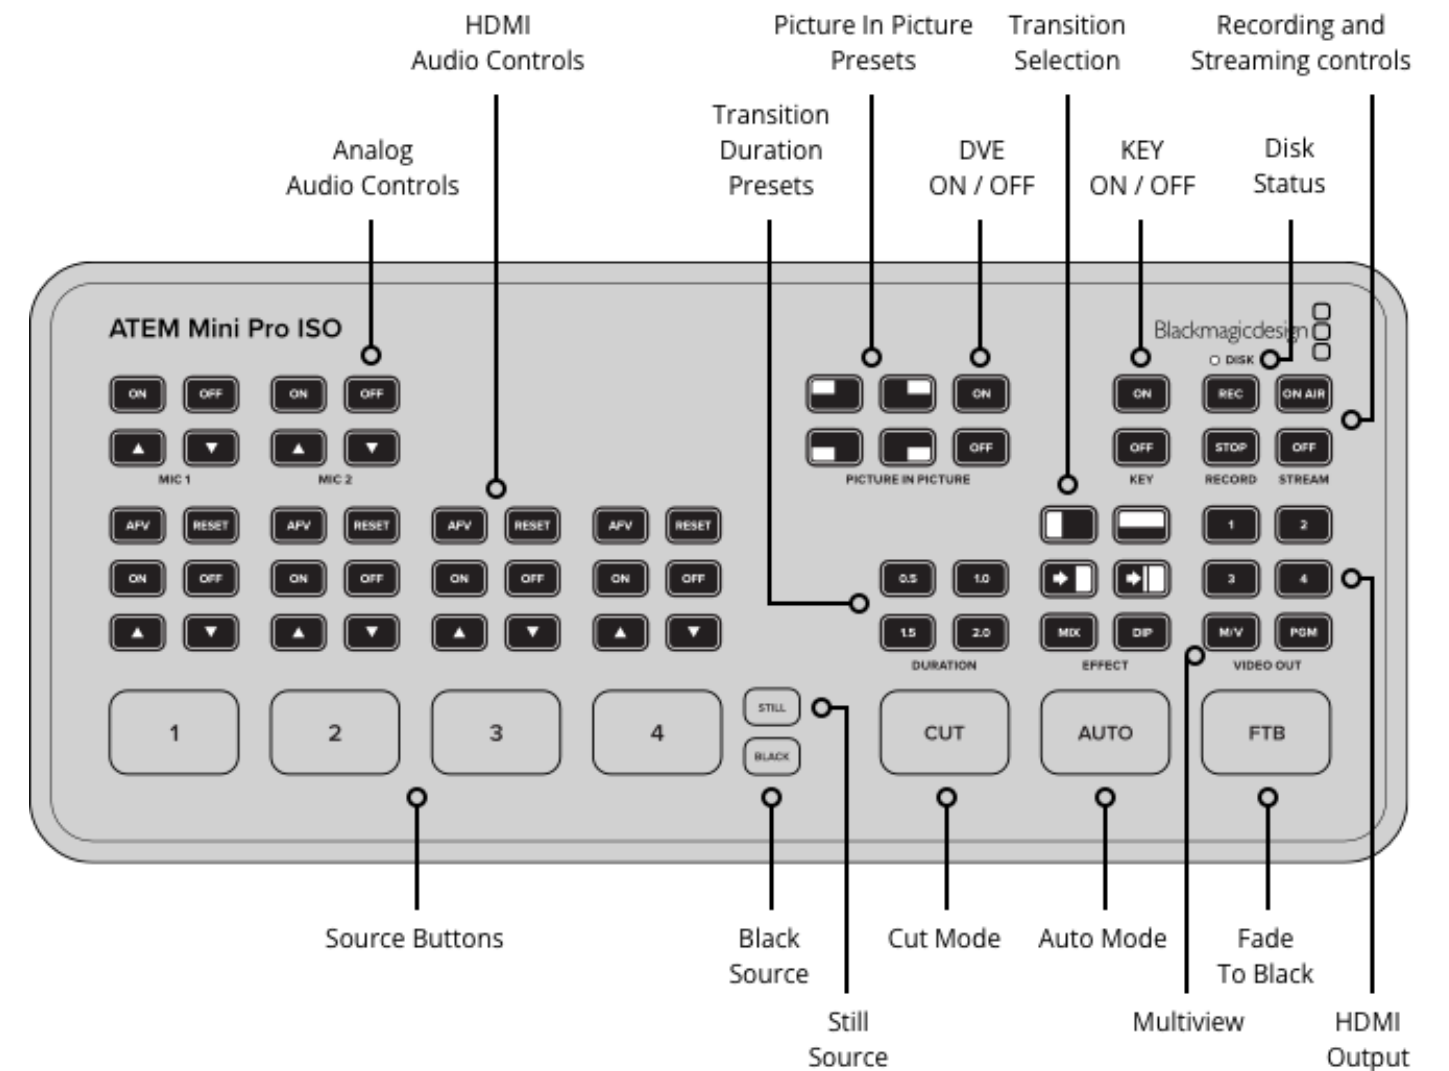 HDMI
Audio Controls
Picture In Picture
Presets
Transition
Selection
Recording and
Streaming controls
Transition
Duration
Presets
Analog
Audio Controls
DVE
ON / OFF
KEY
ON / OFF
Disk
Status
ATEM Mini Pro ISO
Blackmagicdesign
DISK
ON OFF ON OFF ON ON REC ON AIR
OFF OFF STOP OFF
MIC 1 MIC 2 PICTURE IN PICTURE KEY RECORD STREAM
AFV RESET AFV RESET AFV RESET AFV RESET 1 2
ON OFF ON OFF ON OFF ON OFF 0.5 1.0 3 4
1.5 2.0 MIX DIP M/V PGM
DURATION EFFECT VIDEO OUT
1 2 3 4 STILL CUT AUTO FTB
BLACK
Source Buttons
Black
Source
Cut Mode
Auto Mode
Fade
To Black
Still
Source
Multiview
HDMI
Output